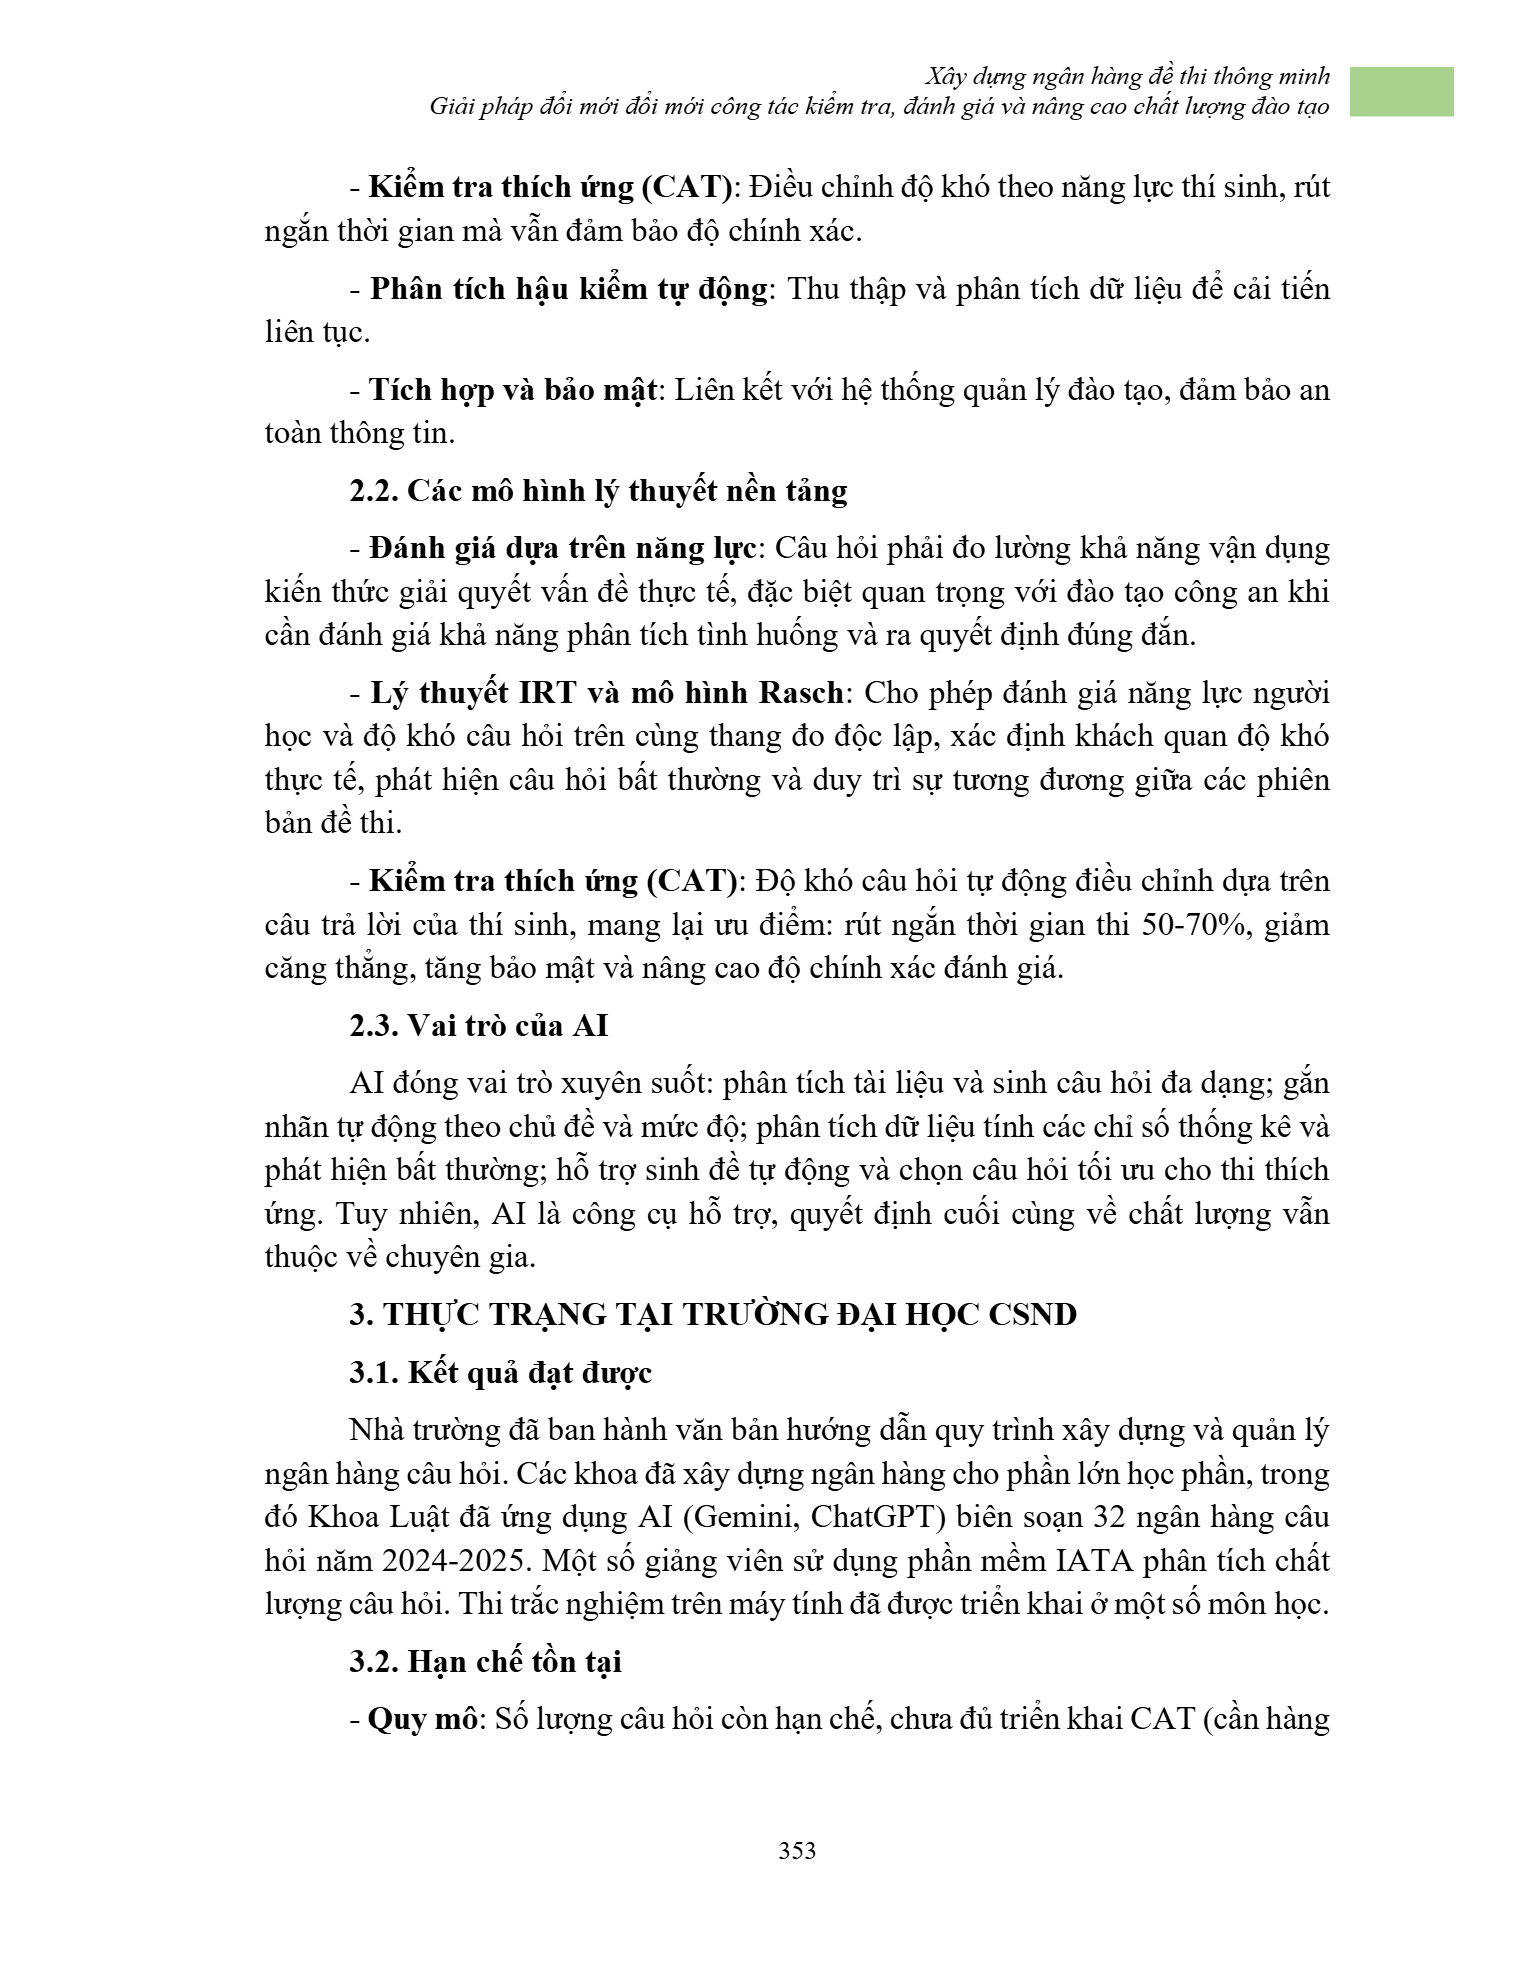 Xây dựng ngân hàng đề thi thông minh
Giải pháp đổi mới đổi mới công tác kiểm tra, đánh giá và nâng cao chất lượng đào tạo
- Kiểm tra thích ứng (CAT): Điều chỉnh độ khó theo năng lực thí sinh, rút
ngắn thời gian mà vẫn đảm bảo độ chính xác.
- Phân tích hậu kiểm tự động: Thu thập và phân tích dữ liệu để cải tiến
liên tục.
- Tích hợp và bảo mật: Liên kết với hệ thống quản lý đào tạo, đảm bảo an
toàn thông tin.
2.2. Các mô hình lý thuyết nền tảng
- Đánh giá dựa trên năng lực: Câu hỏi phải đo lường khả năng vận dụng
kiến thức giải quyết vấn đề thực tế, đặc biệt quan trọng với đào tạo công an khi
cần đánh giá khả năng phân tích tình huống và ra quyết định đúng đắn.
- Lý thuyết IRT và mô hình Rasch: Cho phép đánh giá năng lực người
học và độ khó câu hỏi trên cùng thang đo độc lập, xác định khách quan độ khó
thực tế, phát hiện câu hỏi bất thường và duy trì sự tương đương giữa các phiên
bản đề thi.
- Kiểm tra thích ứng (CAT): Độ khó câu hỏi tự động điều chỉnh dựa trên
câu trả lời của thí sinh, mang lại ưu điểm: rút ngắn thời gian thi 50-70%, giảm
căng thẳng, tăng bảo mật và nâng cao độ chính xác đánh giá.
2.3. Vai trò của AI
AI đóng vai trò xuyên suốt: phân tích tài liệu và sinh câu hỏi đa dạng; gắn
nhãn tự động theo chủ đề và mức độ; phân tích dữ liệu tính các chỉ số thống kê và
phát hiện bất thường; hỗ trợ sinh đề tự động và chọn câu hỏi tối ưu cho thi thích
ứng. Tuy nhiên, AI là công cụ hỗ trợ, quyết định cuối cùng về chất lượng vẫn
thuộc về chuyên gia.
3. THỰC TRẠNG TẠI TRƯỜNG ĐẠI HỌC CSND
3.1. Kết quả đạt được
Nhà trường đã ban hành văn bản hướng dẫn quy trình xây dựng và quản lý
ngân hàng câu hỏi. Các khoa đã xây dựng ngân hàng cho phần lớn học phần, trong
đó Khoa Luật đã ứng dụng AI (Gemini, ChatGPT) biên soạn 32 ngân hàng câu
hỏi năm 2024-2025. Một số giảng viên sử dụng phần mềm IATA phân tích chất
lượng câu hỏi. Thi trắc nghiệm trên máy tính đã được triển khai ở một số môn học.
3.2. Hạn chế tồn tại
- Quy mô: Số lượng câu hỏi còn hạn chế, chưa đủ triển khai CAT (cần hàng
353